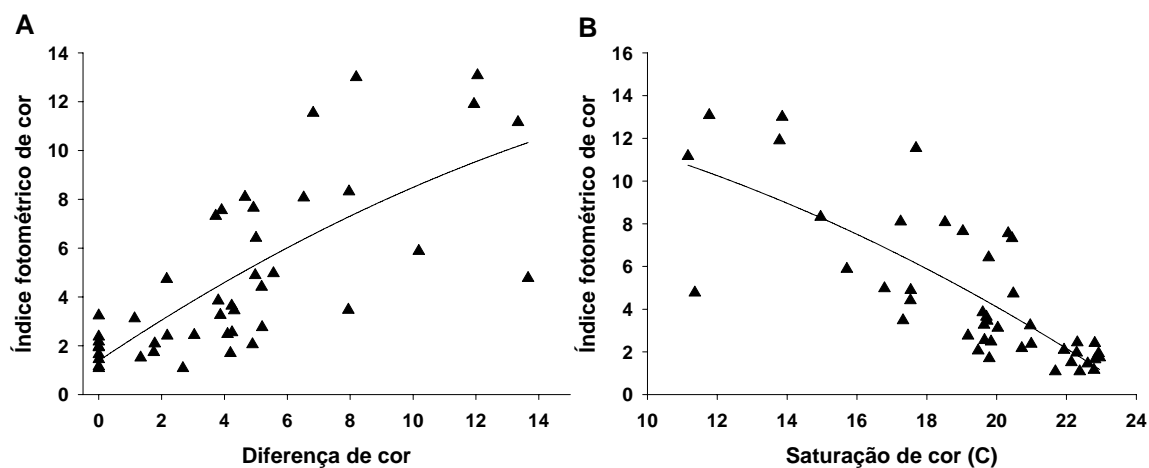 A
Índice fotométrico de cor
14
12
10
8
6
4
2
0
0 2 4 6 8 10 12 14
Diferença de cor
B
Índice fotométrico de cor
16
14
12
10
8
6
4
2
0
10 12 14 16 18 20 22 24
Saturação de cor (C)